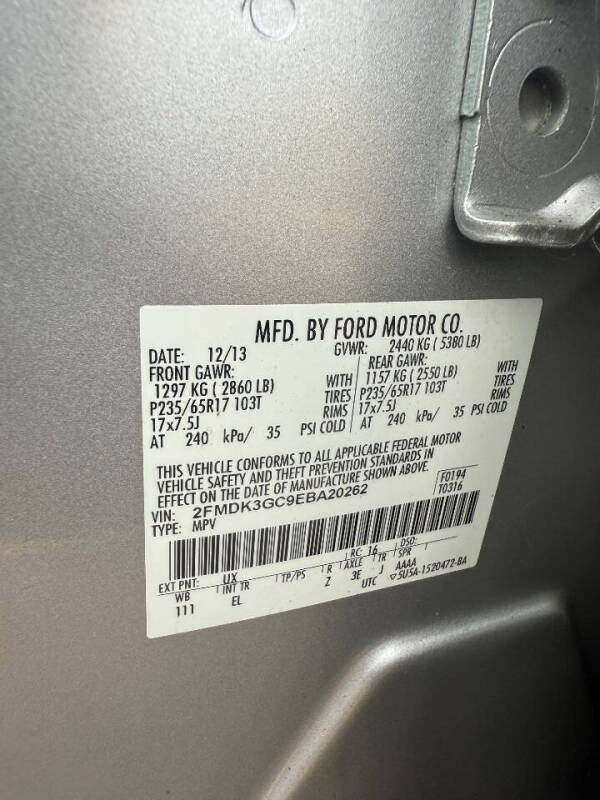 MFD. BY FORD MOTOR CO.
DATE: 12/13 GVWR: 2440 KG ( 5380 LB)
FRONT GAWR: REAR GAWR:
1297 KG ( 2860 LB) WITH 1157 KG ( 2550 LB) WITH
P235/65R17 103T TIRES P235/65R17 103T TIRES
17x7.5J RIMS 17x7.5J RIMS
AT 240 kPa/ 35 PSI COLD AT 240 kPa/ 35 PSI COLD
THIS VEHICLE CONFORMS TO ALL APPLICABLE FEDERAL MOTOR
VEHICLE SAFETY AND THEFT PREVENTION STANDARDS IN
EFFECT ON THE DATE OF MANUFACTURE SHOWN ABOVE.
VIN: 2FMDK3GC9EBA20262 F0194
TYPE: MPV T0316
EXT PNT: UX RC: 16 DSO:
WB INT TR TP/PS R AXLE TR SPR
111 EL Z 3E J AAAA
UTC ▽5U5A-1520472-BA